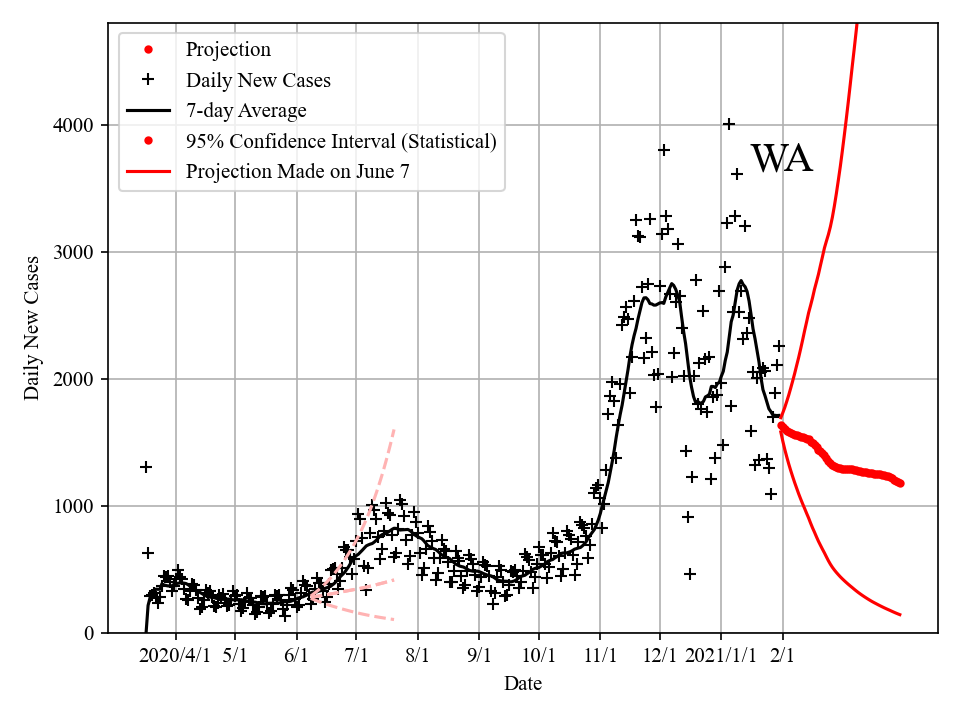 Projection
Daily New Cases
7-day Average
95% Confidence Interval (Statistical)
Projection Made on June 7
WA
4000
3000
2000
1000
0
Daily New Cases
2020/4/1 5/1 6/1 7/1 8/1 9/1 10/1 11/1 12/1 2021/1/1 2/1
Date